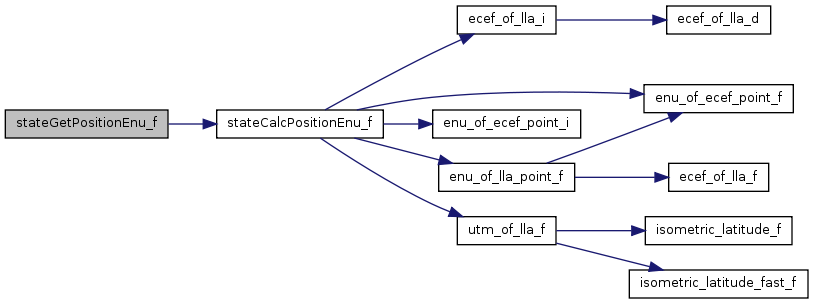 stateGetPositionEnu_f
stateCalcPositionEnu_f
ecef_of_lla_i
ecef_of_lla_d
enu_of_ecef_point_f
enu_of_ecef_point_i
enu_of_lla_point_f
ecef_of_lla_f
utm_of_lla_f
isometric_latitude_f
isometric_latitude_fast_f